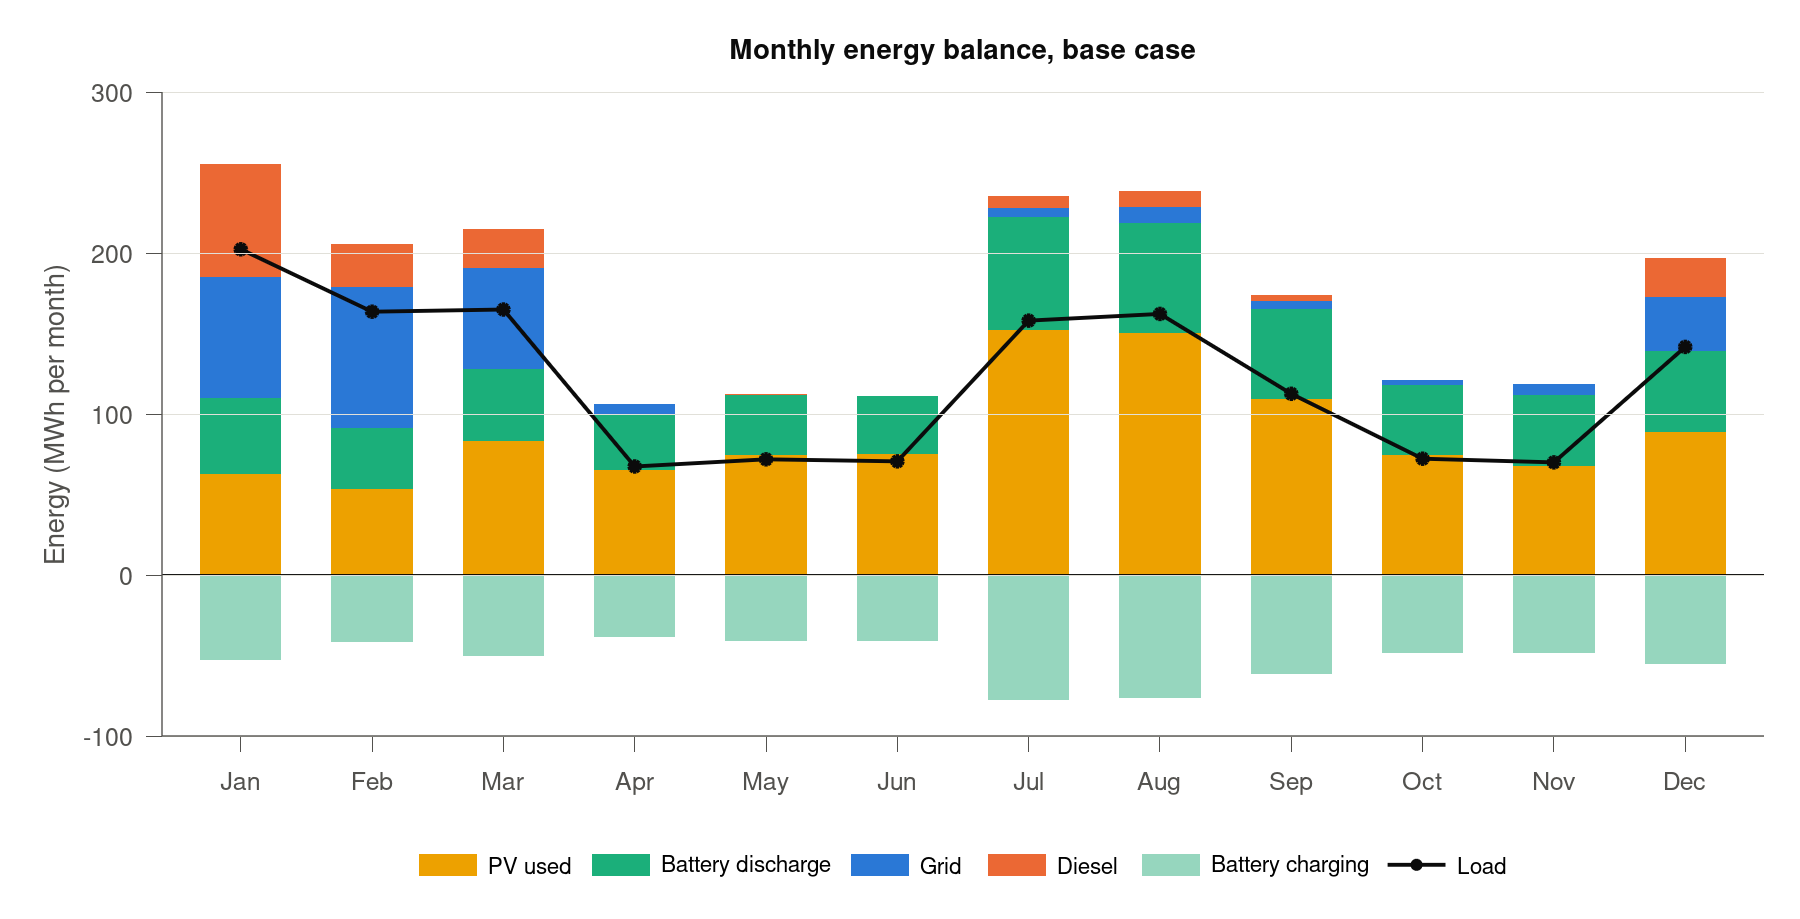 Monthly energy balance, base case
Energy (MWh per month)
300
200
100
0
-100
Jan Feb Mar Apr May Jun Jul Aug Sep Oct Nov Dec
PV used Battery discharge Grid Diesel Battery charging Load